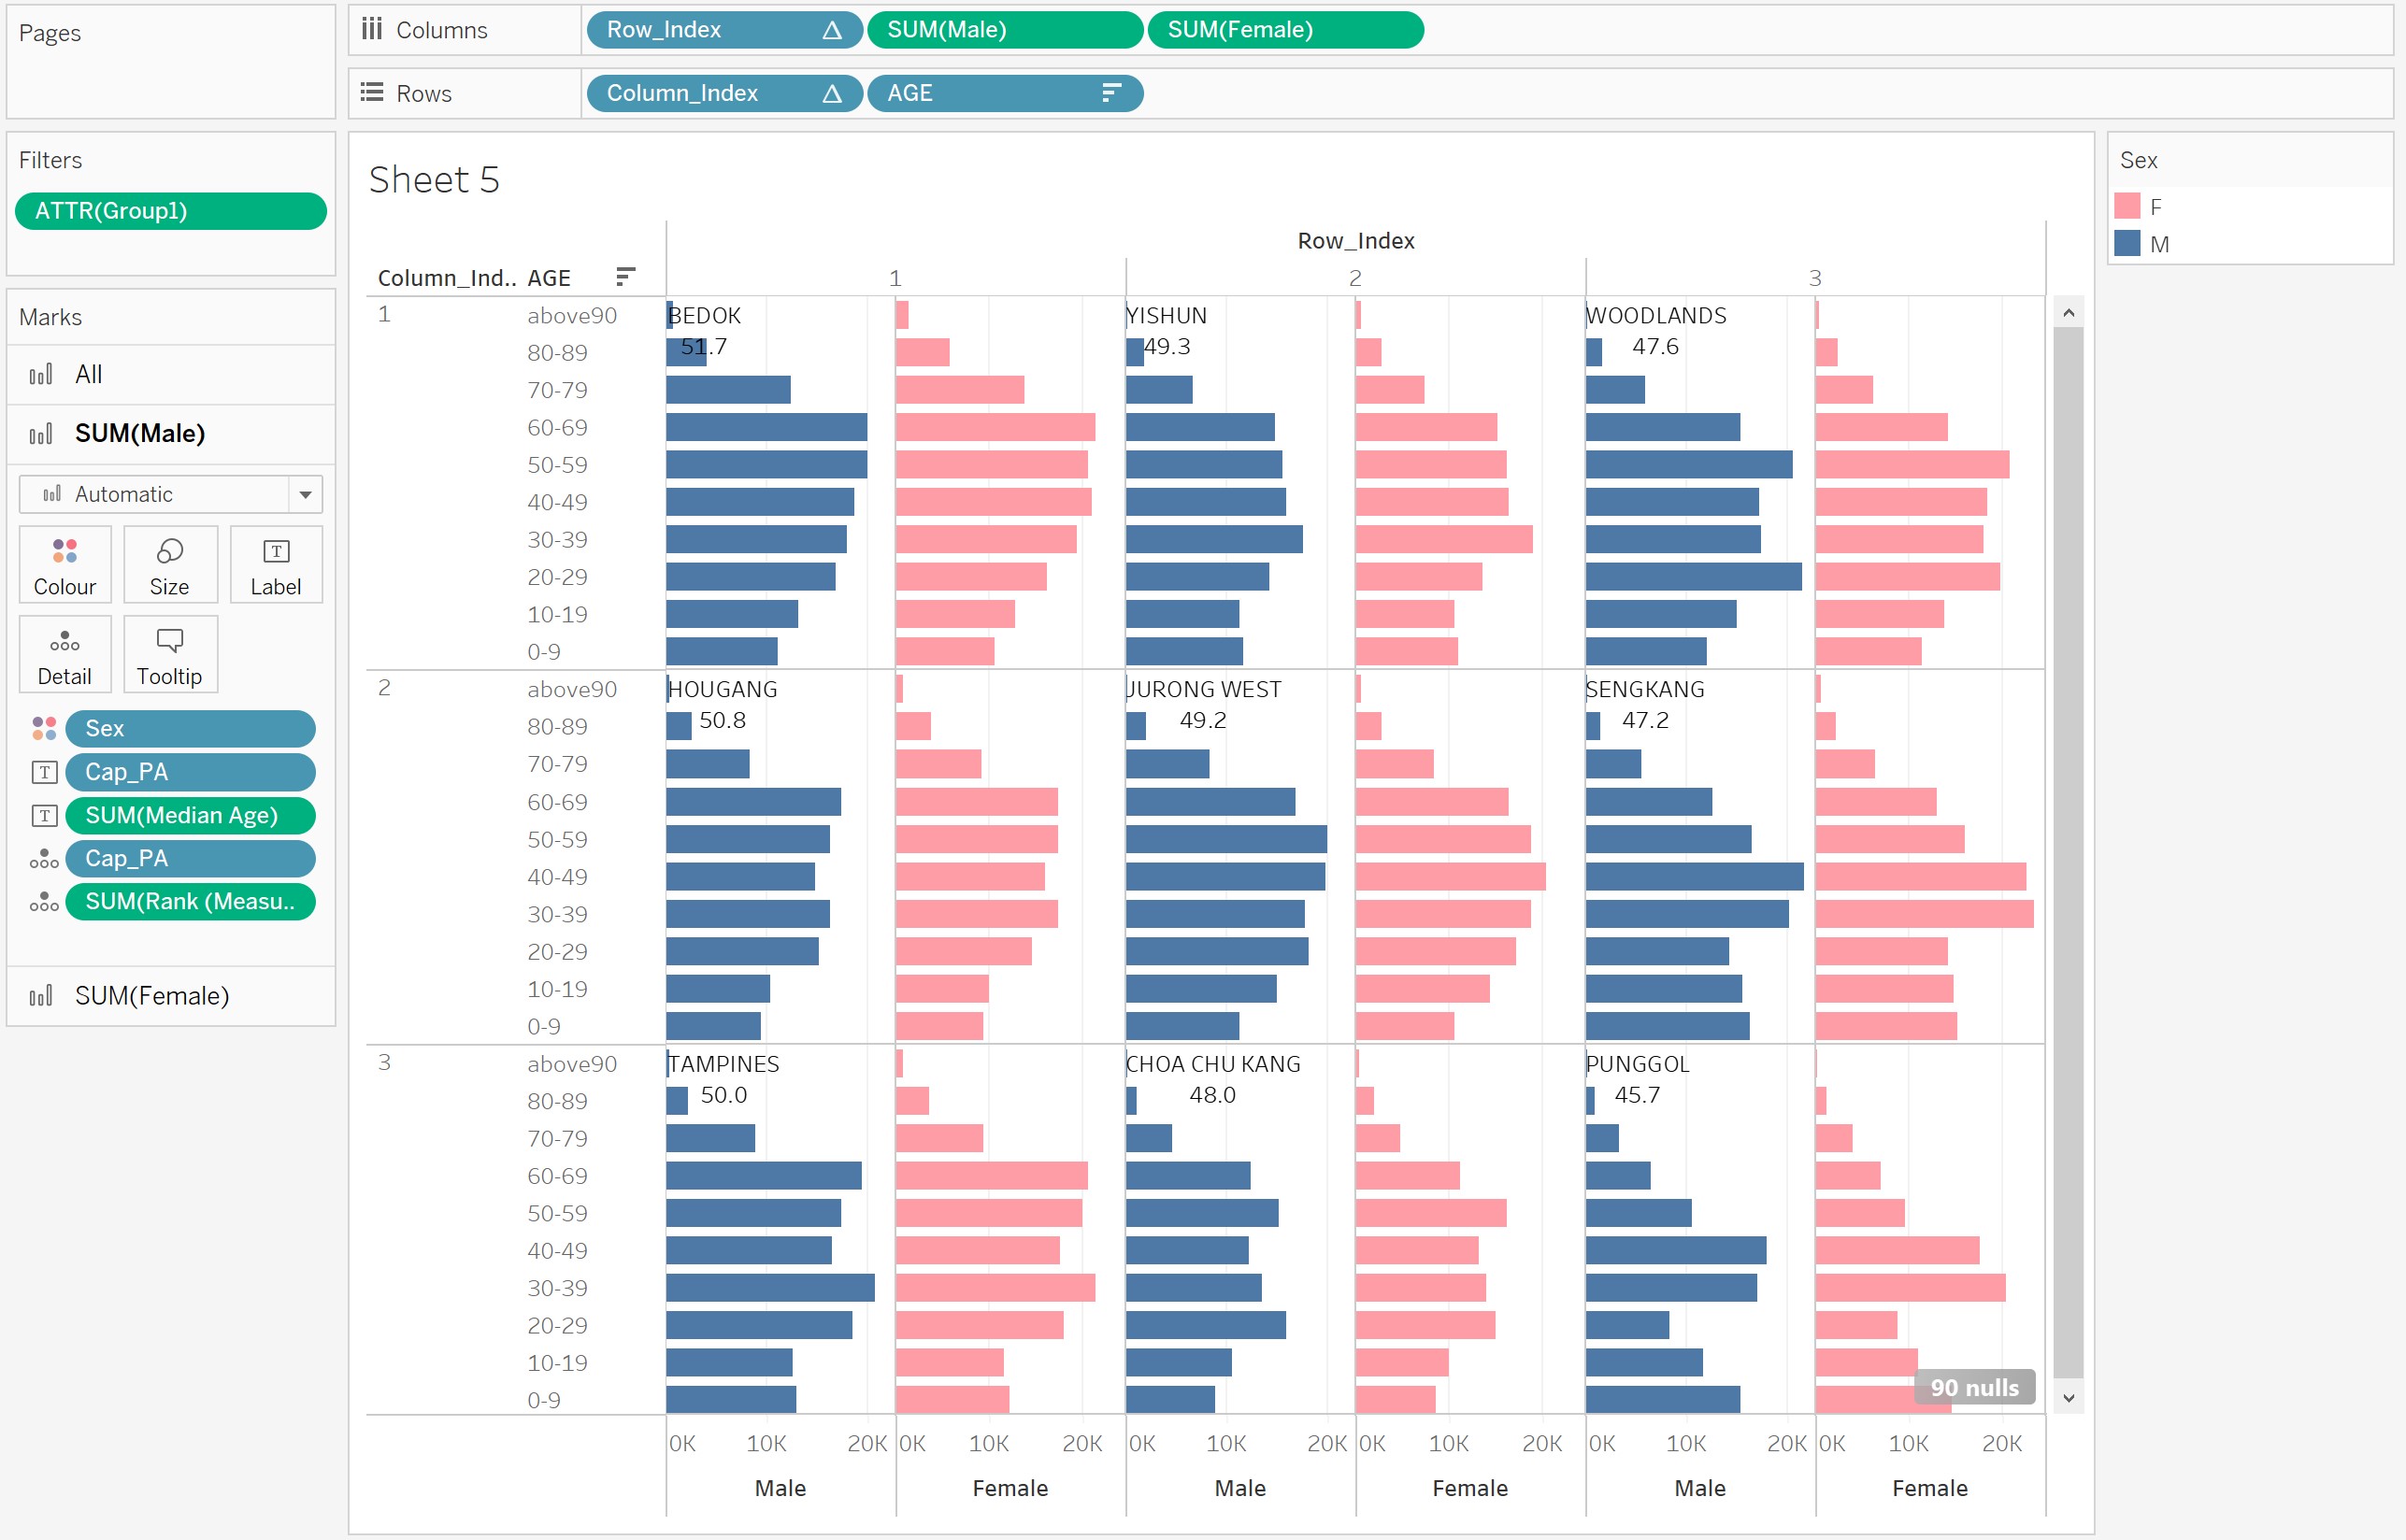 Pages
Columns
Row_Index
SUM(Male)
SUM(Female)
Rows
Column_Index
AGE
Filters
ATTR(Group1)
Marks
All
SUM(Male)
Automatic
Colour
Size
Label
Detail
Tooltip
Sex
Cap_PA
SUM(Median Age)
Cap_PA
SUM(Rank (Measu..
SUM(Female)
Sheet 5
Row_Index
Column_Ind.. AGE
1 2 3
1
above90 BEDOK YISHUN WOODLANDS
80-89 51.7 49.3 47.6
70-79
60-69
50-59
40-49
30-39
20-29
10-19
0-9
2
above90 HOUGANG JURONG WEST SENGKANG
80-89 50.8 49.2 47.2
70-79
60-69
50-59
40-49
30-39
20-29
10-19
0-9
3
above90 TAMPINES CHOA CHU KANG PUNGGOL
80-89 50.0 48.0 45.7
70-79
60-69
50-59
40-49
30-39
20-29
10-19
0-9
90 nulls
0K 10K 20K 0K 10K 20K 0K 10K 20K 0K 10K 20K 0K 10K 20K 0K 10K 20K
Male Female Male Female Male Female
Sex
F
M